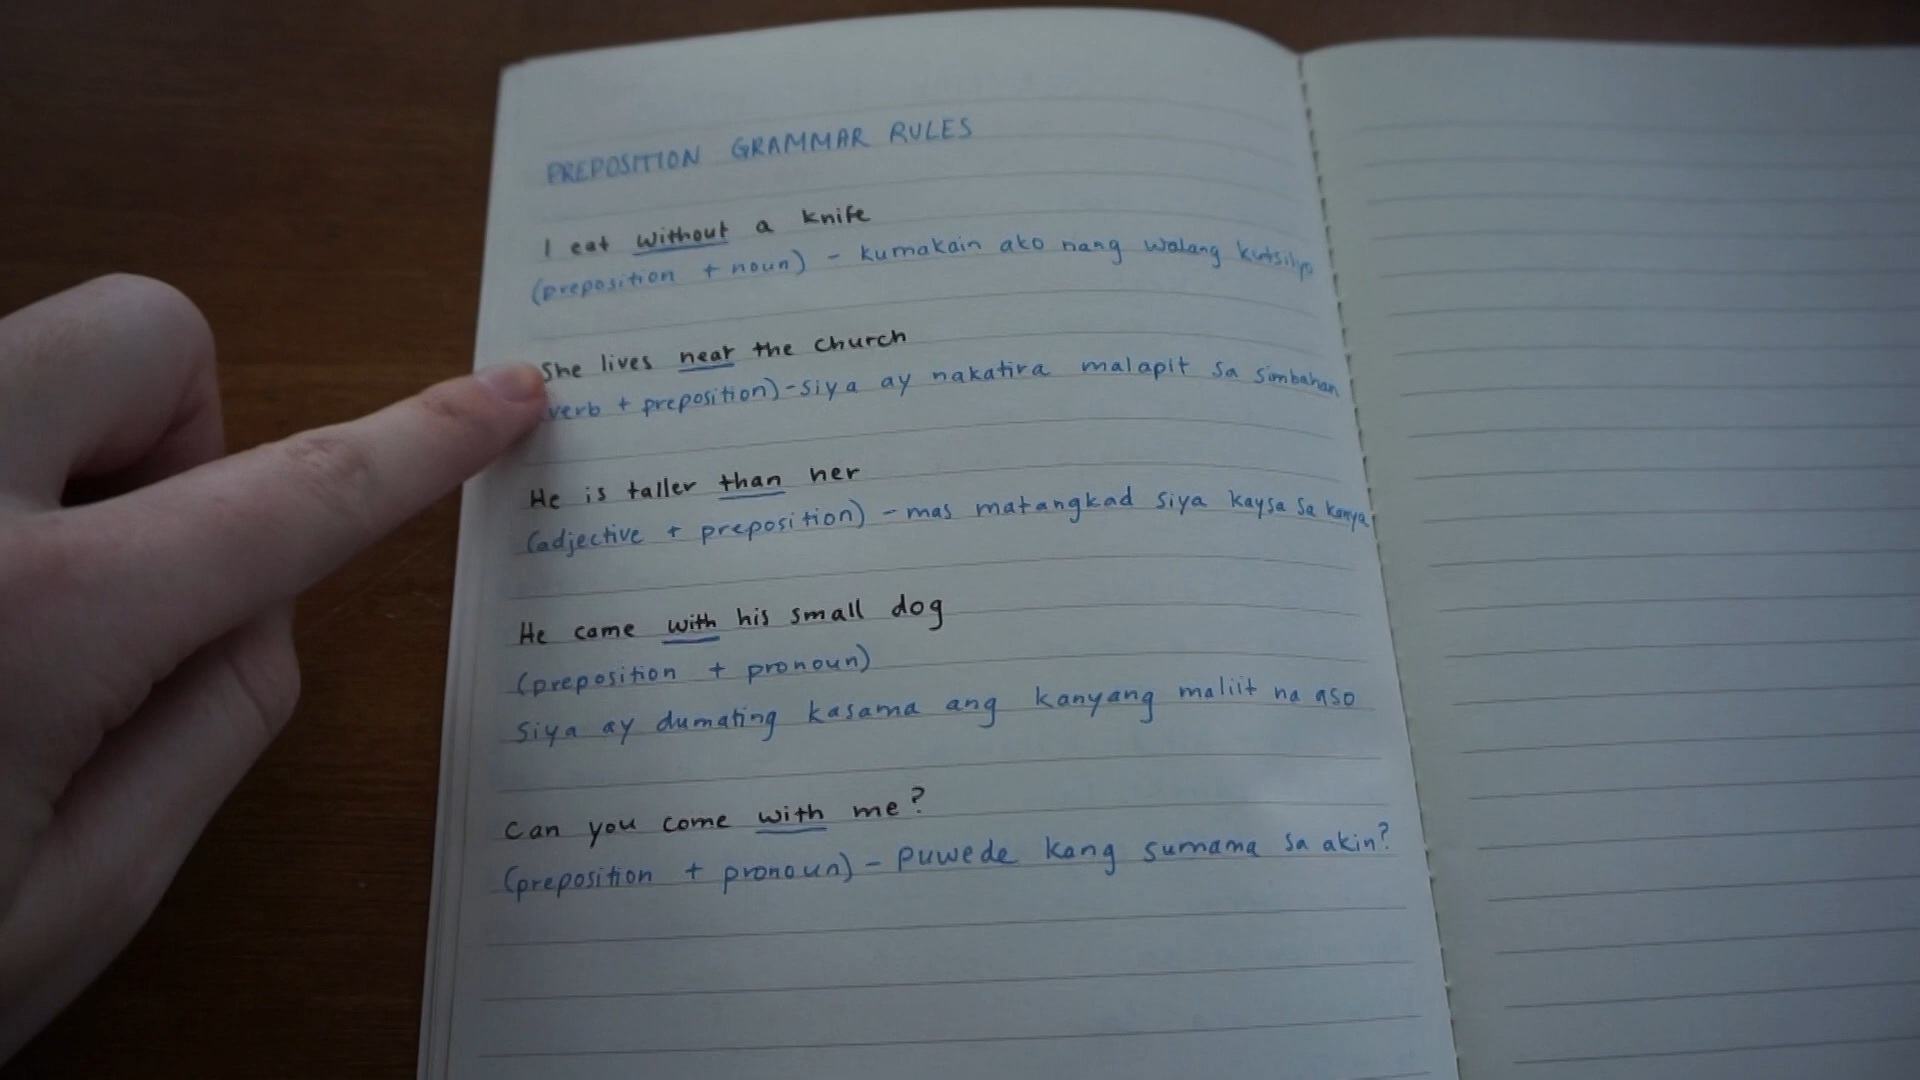 PREPOSITION GRAMMAR RULES
I eat without a knife
(preposition + noun) - kumakain ako nang walang kutsilyo
She lives near the church
verb + preposition) - siya ay nakatira malapit sa simbahan
He is taller than her
(adjective + preposition) - mas matangkad siya kaysa sa kanya
He came with his small dog
(preposition + pronoun)
siya ay dumating kasama ang kanyang maliit na aso
Can you come with me?
(preposition + pronoun) - puwede kang sumama sa akin?